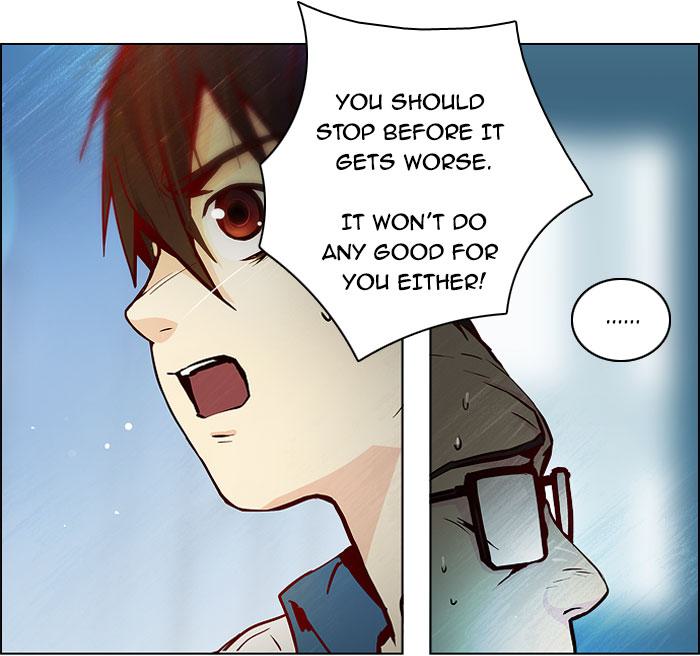 YOU SHOULD
STOP BEFORE IT
GETS WORSE.
IT WON'T DO
ANY GOOD FOR
YOU EITHER!
......